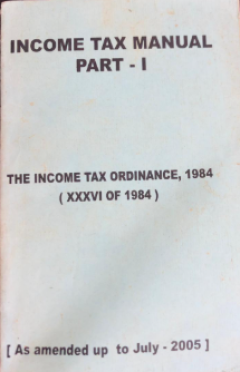 INCOME TAX MANUAL
PART - I
THE INCOME TAX ORDINANCE, 1984
( XXXVI OF 1984 )
[ As amended up to July - 2005 ]